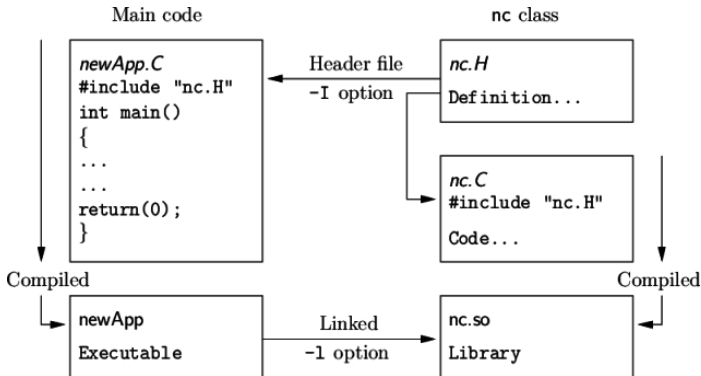 Main code
nc class
newApp.C
#include "nc.H"
int main()
{
...
...
return(0);
}
Header file
-I option
nc.H
Definition...
nc.C
#include "nc.H"
Code...
Compiled
Compiled
newApp
Executable
Linked
-l option
nc.so
Library